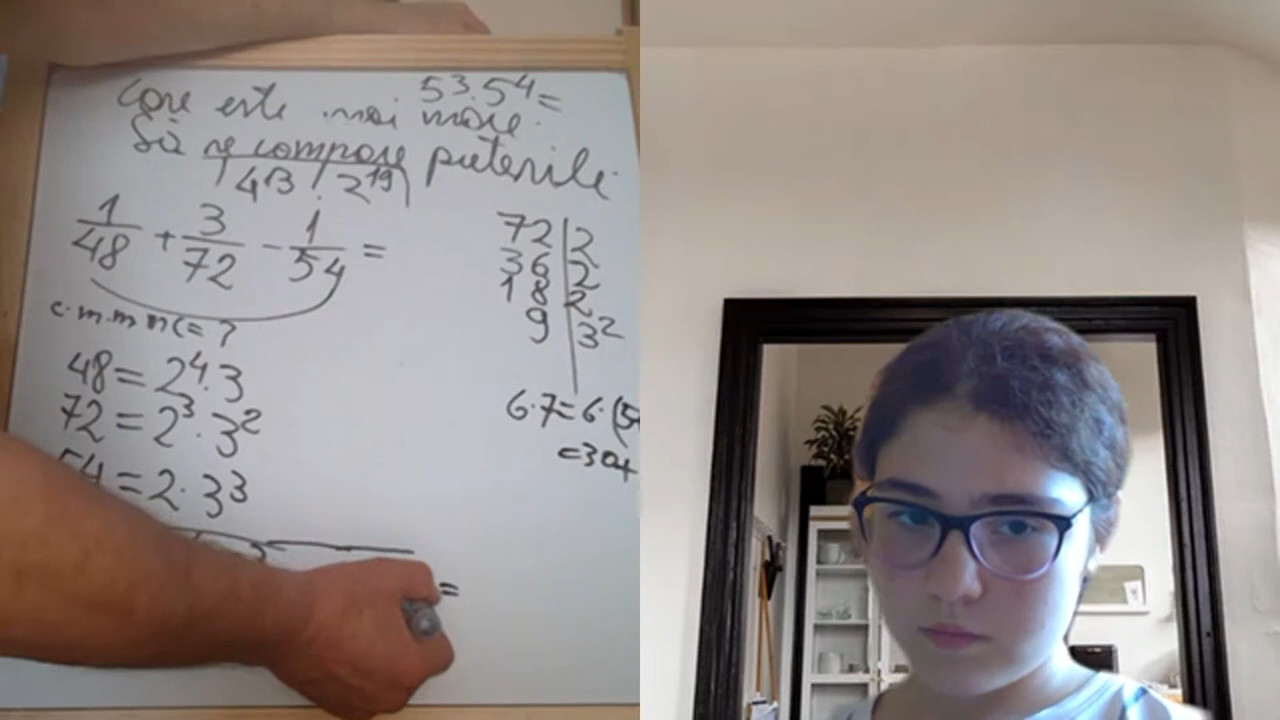 5³·5⁴=
Care este mai mare.
Să se compare puterile
4¹³ ; 2¹⁹
1/48 + 3/72 - 1/54 =
c.m.m.m.c = ?
48 = 2⁴·3
72 = 2³·3²
54 = 2·3³
=
72 | 2
36 | 2
18 | 2
9 | 3²
6·7=6·(5+
=30+